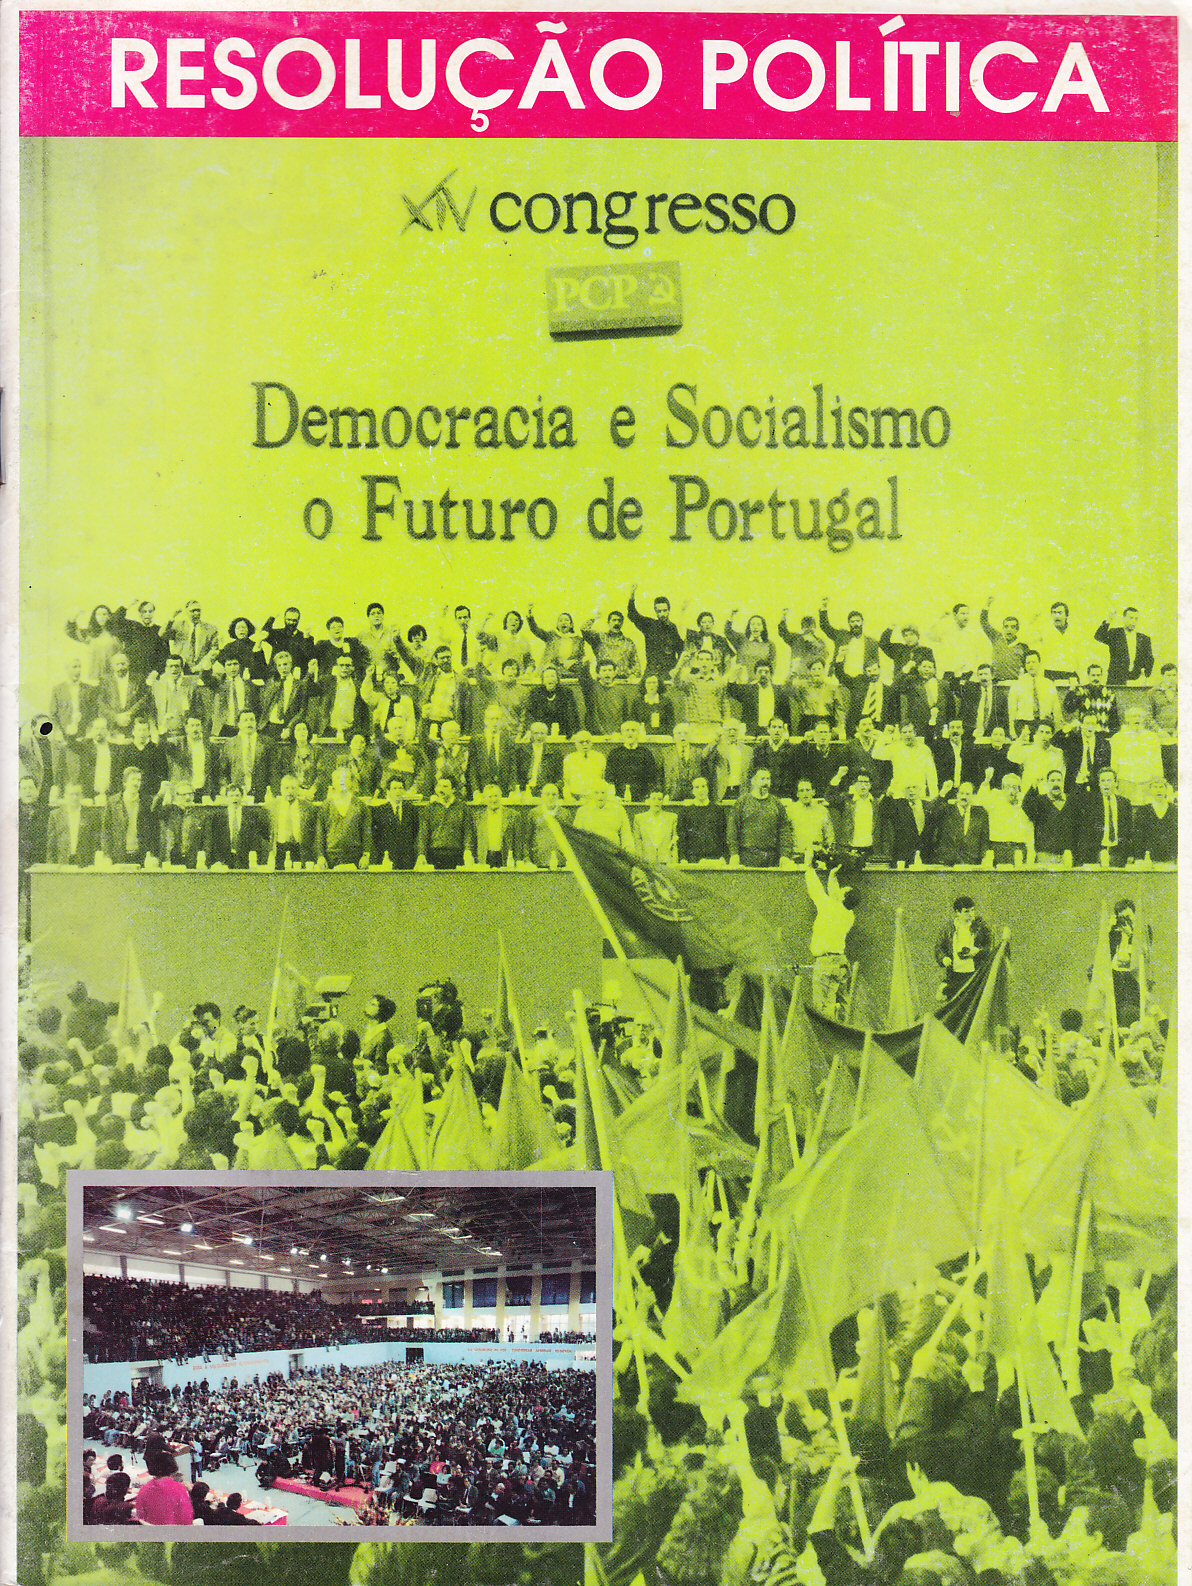 RESOLUÇÃO POLÍTICA
XIV congresso
PCP
Democracia e Socialismo
o Futuro de Portugal